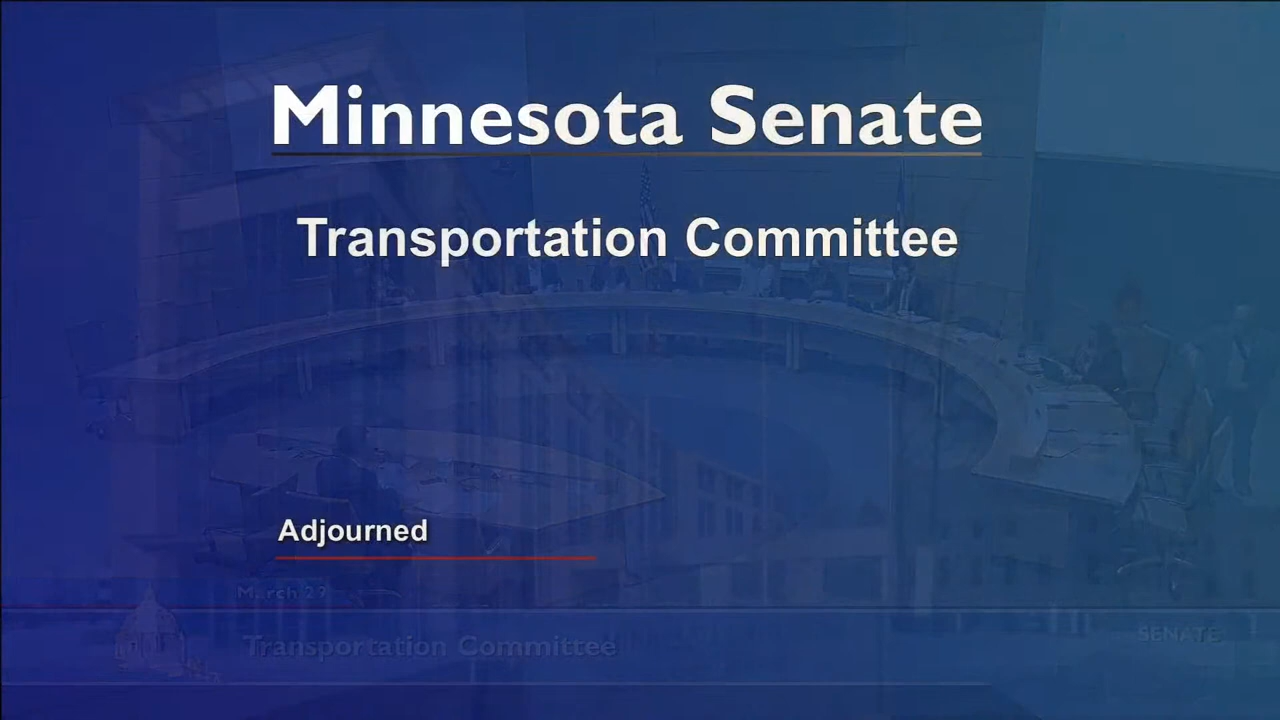 Minnesota Senate
Transportation Committee
Adjourned
March 29
Transportation Committee
SENATE